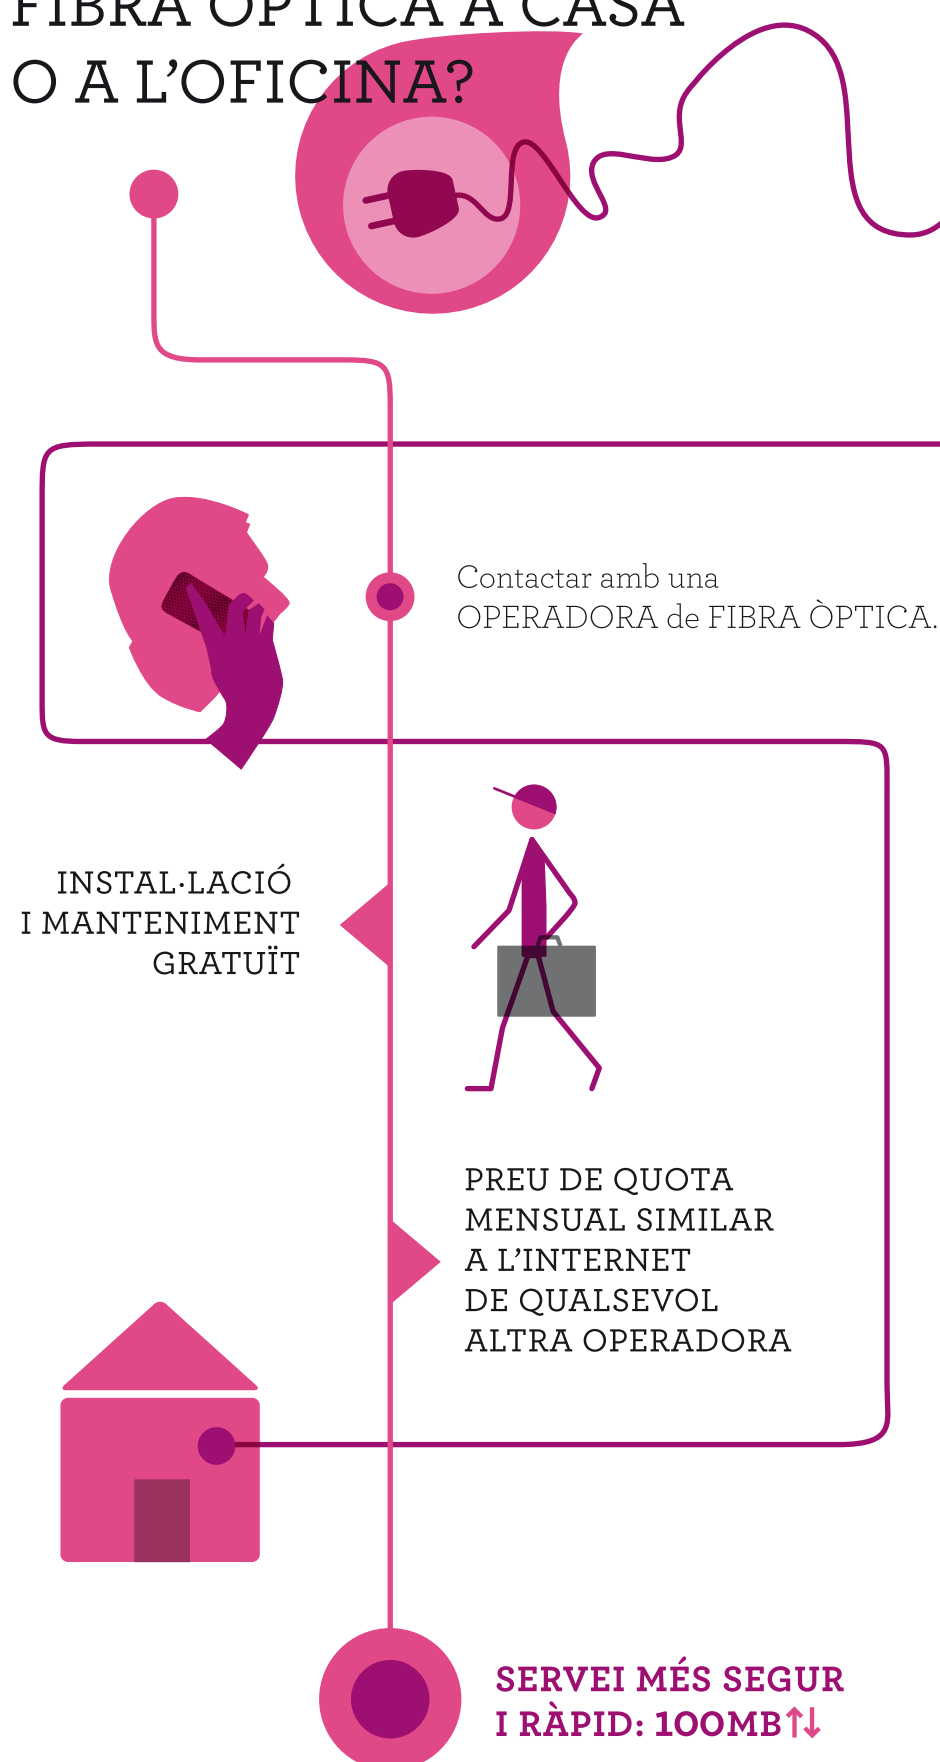 FIBRA ÒPTICA A CASA
O A L’OFICINA?
Contactar amb una
OPERADORA de FIBRA ÒPTICA.
INSTAL·LACIÓ
I MANTENIMENT
GRATUÏT
PREU DE QUOTA
MENSUAL SIMILAR
A L’INTERNET
DE QUALSEVOL
ALTRA OPERADORA
SERVEI MÉS SEGUR
I RÀPID: 100MB↑↓